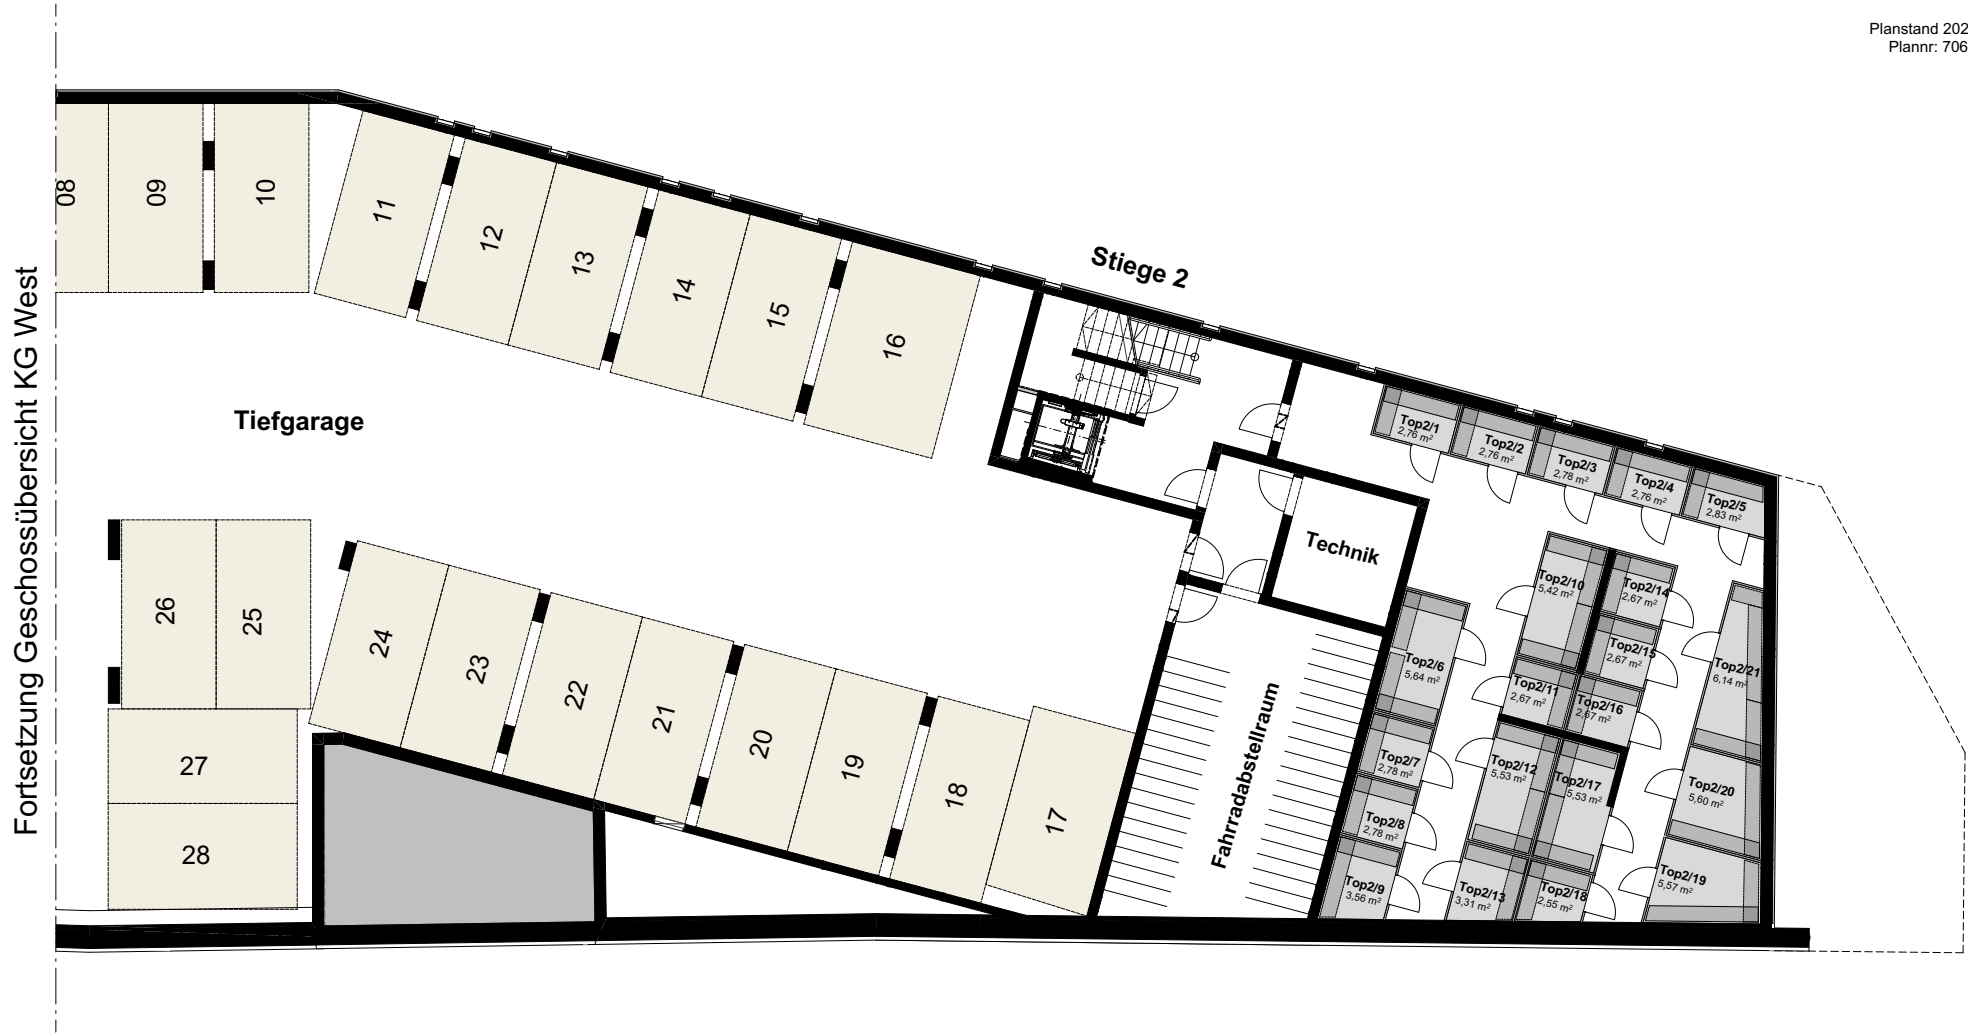 Planstand 202
Plannr: 706
Fortsetzung Geschossübersicht KG West
08
09
10
11
12
13
14
15
16
Stiege 2
Tiefgarage
Top2/1
2,76 m²
Top2/2
2,76 m²
Top2/3
2,78 m²
Top2/4
2,76 m²
Top2/5
2,83 m²
Technik
Top2/10
5,42 m²
Top2/14
2,67 m²
Top2/15
2,67 m²
Top2/6
5,64 m²
Top2/21
6,14 m²
Top2/11
2,67 m²
Top2/16
2,67 m²
26
25
24
23
22
21
20
19
18
17
27
28
Fahrradabstellraum
Top2/7
2,78 m²
Top2/12
5,53 m²
Top2/17
5,53 m²
Top2/20
5,60 m²
Top2/8
2,78 m²
Top2/9
3,56 m²
Top2/13
3,31 m²
Top2/18
2,55 m²
Top2/19
5,57 m²